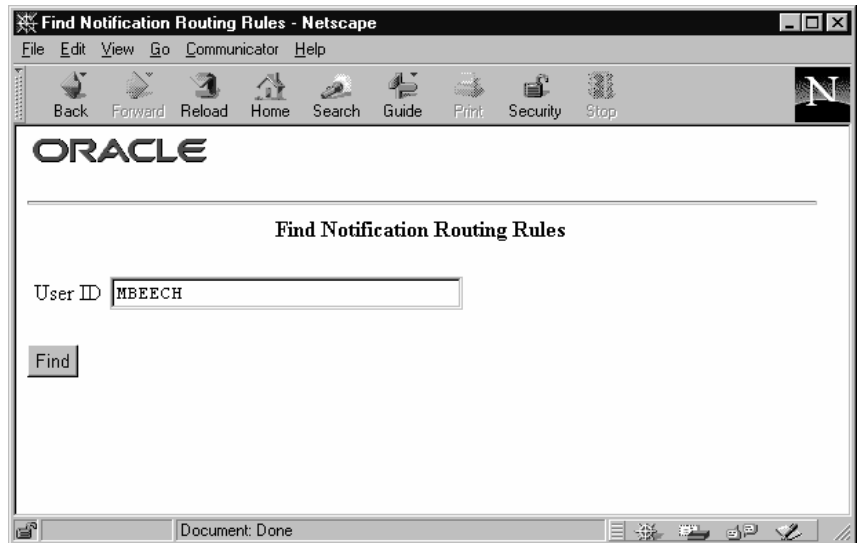 Find Notification Routing Rules - Netscape
File Edit View Go Communicator Help
Back Forward Reload Home Search Guide Print Security Stop
N
ORACLE
Find Notification Routing Rules
User ID MBEECH
Find
Document: Done